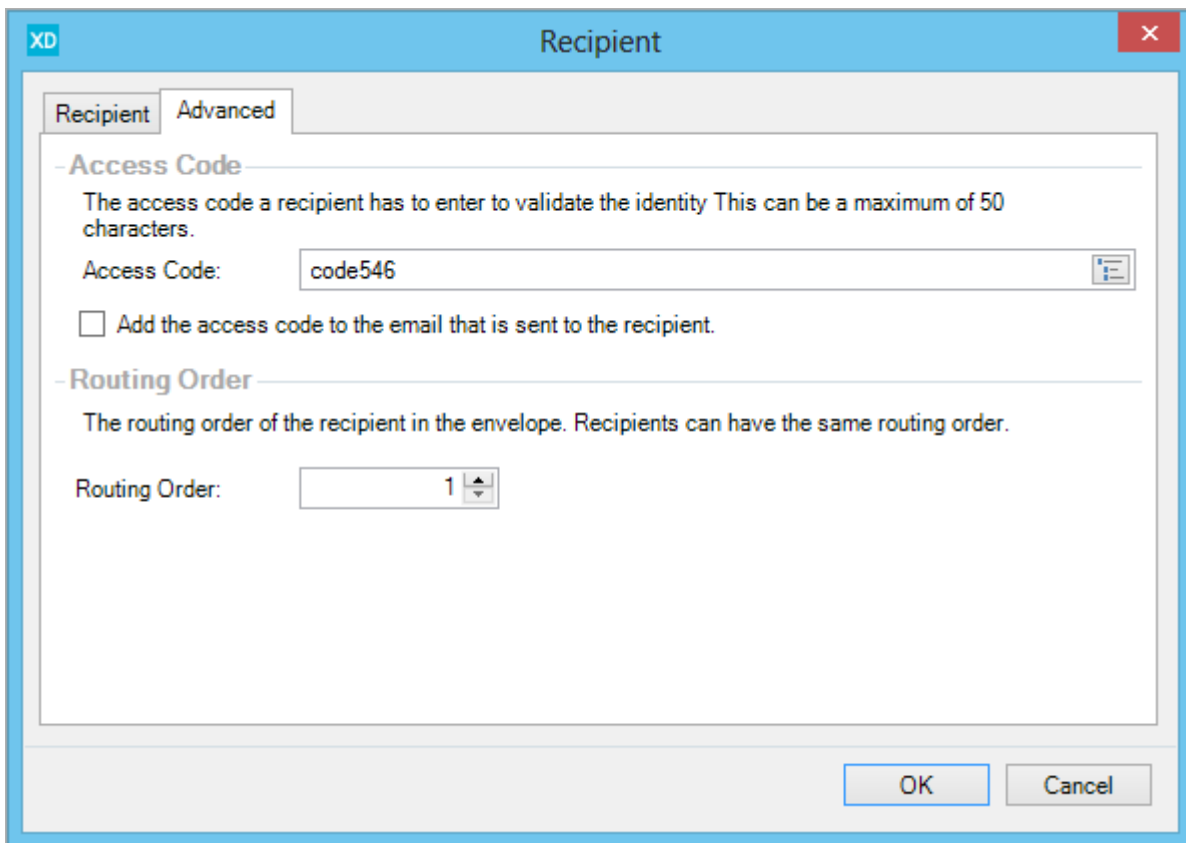 XD
Recipient
Recipient
Advanced
Access Code
The access code a recipient has to enter to validate the identity This can be a maximum of 50
characters.
Access Code:
code546
Add the access code to the email that is sent to the recipient.
Routing Order
The routing order of the recipient in the envelope. Recipients can have the same routing order.
Routing Order:
1
OK
Cancel